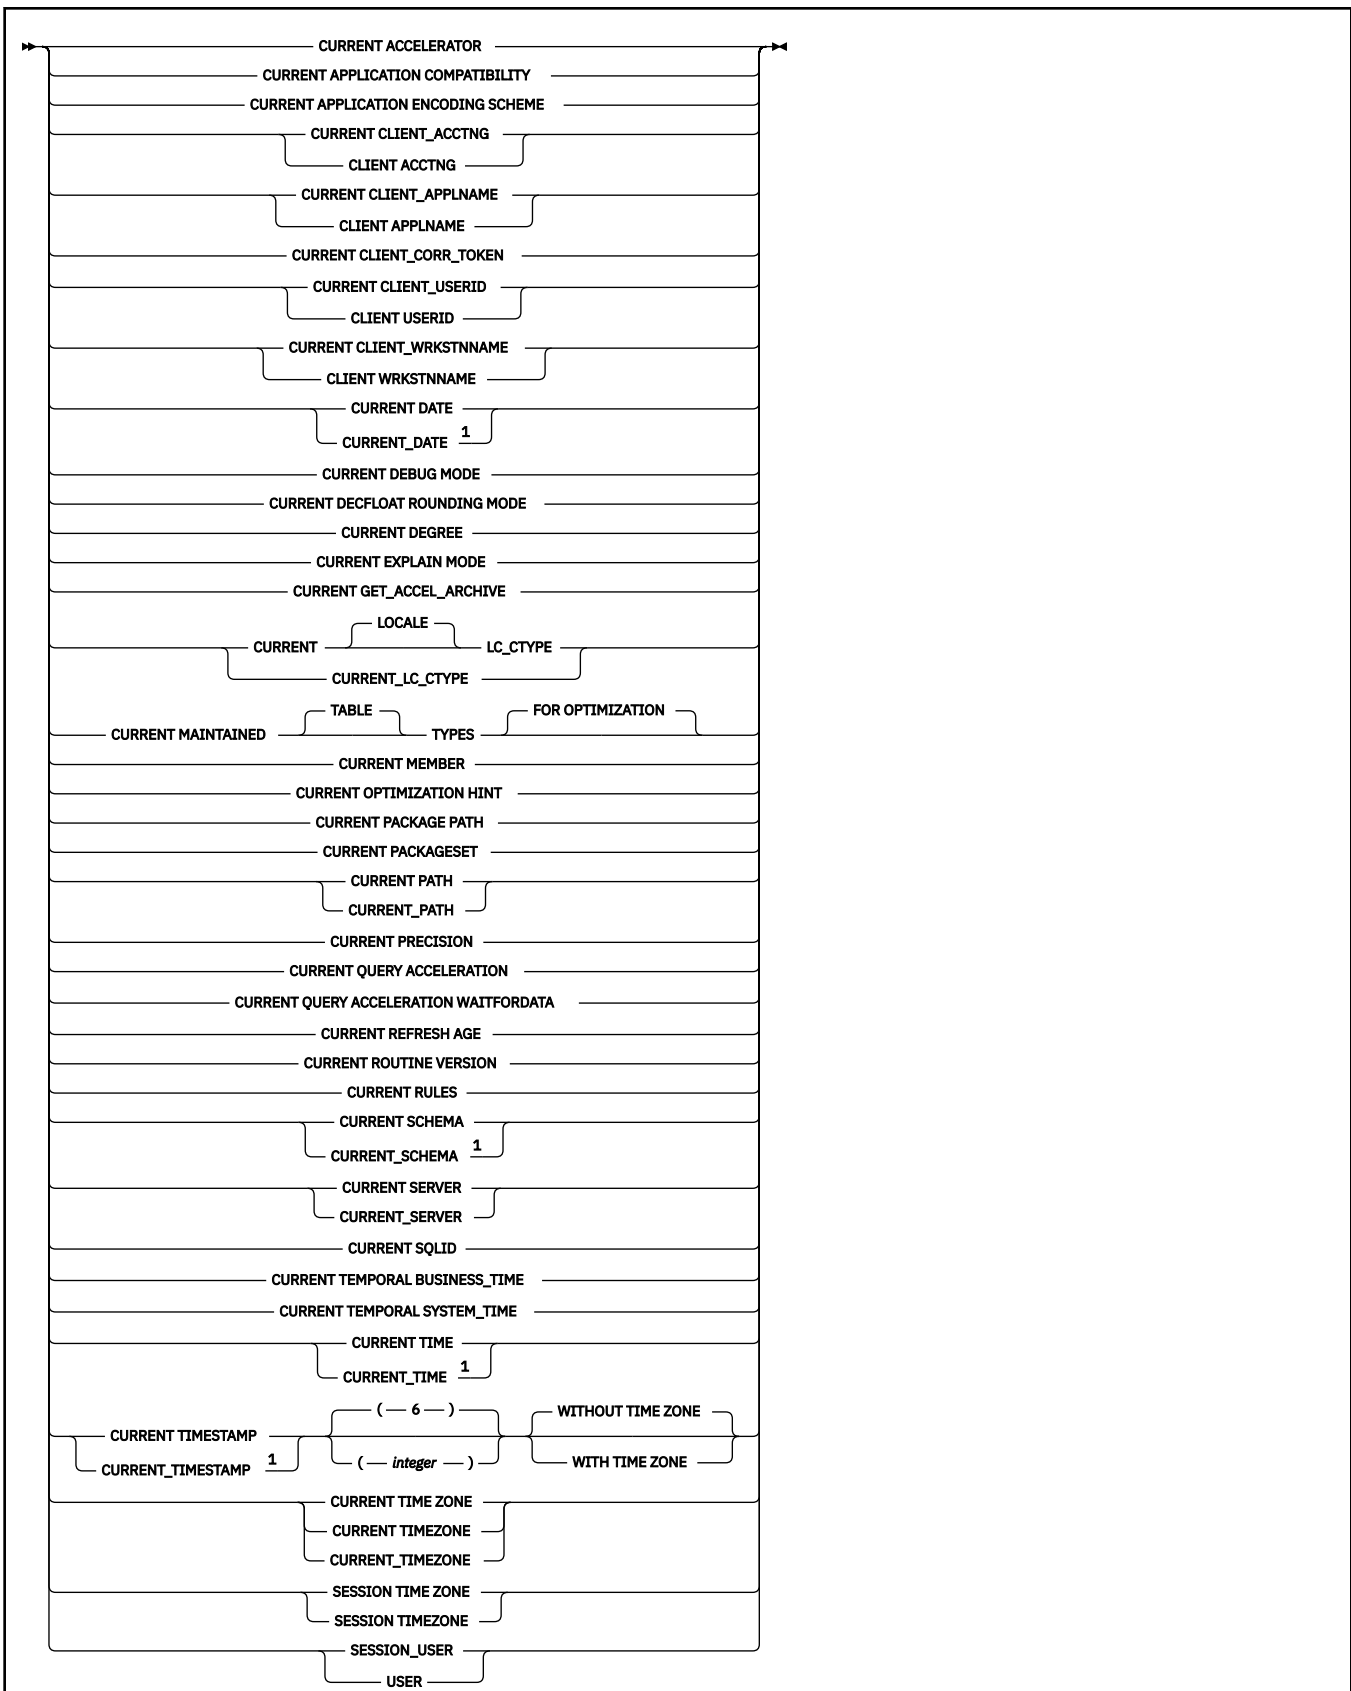 CURRENT ACCELERATOR
CURRENT APPLICATION COMPATIBILITY
CURRENT APPLICATION ENCODING SCHEME
CURRENT CLIENT_ACCTNG
CLIENT ACCTNG
CURRENT CLIENT_APPLNAME
CLIENT APPLNAME
CURRENT CLIENT_CORR_TOKEN
CURRENT CLIENT_USERID
CLIENT USERID
CURRENT CLIENT_WRKSTNNAME
CLIENT WRKSTNNAME
CURRENT DATE
CURRENT_DATE 1
CURRENT DEBUG MODE
CURRENT DECFLOAT ROUNDING MODE
CURRENT DEGREE
CURRENT EXPLAIN MODE
CURRENT GET_ACCEL_ARCHIVE
LOCALE
CURRENT LC_CTYPE
CURRENT_LC_CTYPE
TABLE FOR OPTIMIZATION
CURRENT MAINTAINED TYPES
CURRENT MEMBER
CURRENT OPTIMIZATION HINT
CURRENT PACKAGE PATH
CURRENT PACKAGESET
CURRENT PATH
CURRENT_PATH
CURRENT PRECISION
CURRENT QUERY ACCELERATION
CURRENT QUERY ACCELERATION WAITFORDATA
CURRENT REFRESH AGE
CURRENT ROUTINE VERSION
CURRENT RULES
CURRENT SCHEMA
CURRENT_SCHEMA 1
CURRENT SERVER
CURRENT_SERVER
CURRENT SQLID
CURRENT TEMPORAL BUSINESS_TIME
CURRENT TEMPORAL SYSTEM_TIME
CURRENT TIME
CURRENT_TIME 1
( 6 ) WITHOUT TIME ZONE
CURRENT TIMESTAMP
CURRENT_TIMESTAMP 1 ( integer ) WITH TIME ZONE
CURRENT TIME ZONE
CURRENT TIMEZONE
CURRENT_TIMEZONE
SESSION TIME ZONE
SESSION TIMEZONE
SESSION_USER
USER